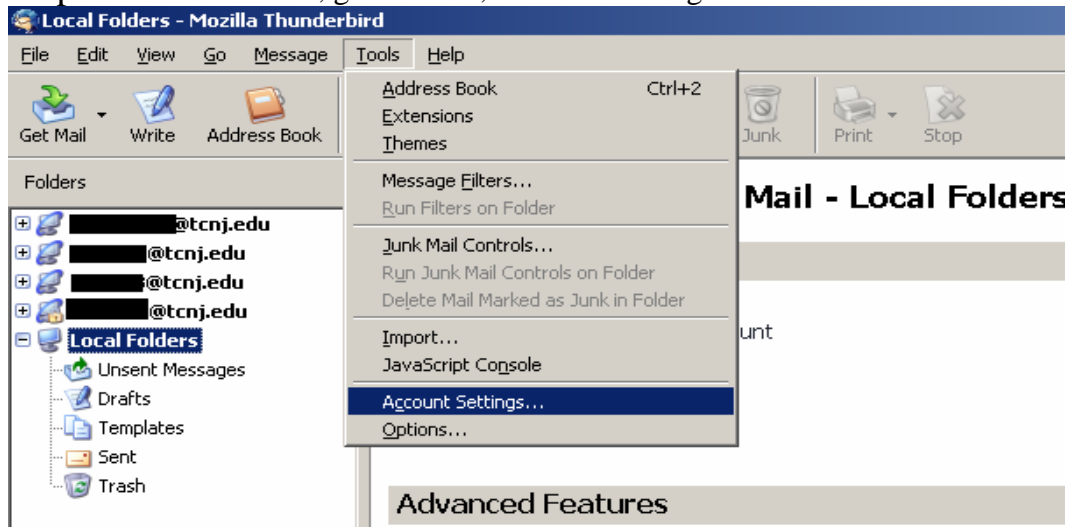 Local Folders - Mozilla Thunderbird
File Edit View Go Message Tools Help
Get Mail Write Address Book Junk Print Stop
Address Book Ctrl+2
Extensions
Themes
Message Filters...
Run Filters on Folder
Junk Mail Controls...
Run Junk Mail Controls on Folder
Delete Mail Marked as Junk in Folder
Import...
JavaScript Console
Account Settings...
Options...
Folders
@tcnj.edu
@tcnj.edu
@tcnj.edu
@tcnj.edu
Local Folders
Unsent Messages
Drafts
Templates
Sent
Trash
Mail - Local Folders
unt
Advanced Features